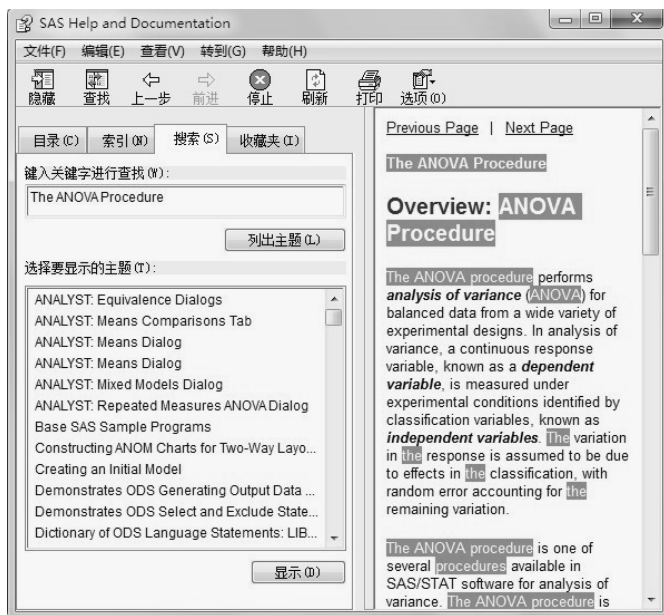 SAS Help and Documentation
文件(F) 编辑(E) 查看(V) 转到(G) 帮助(H)
隐藏 查找 上一步 前进 停止 刷新 打印 选项(O)
目录(C) 索引(N) 搜索(S) 收藏夹(I)
键入关键字进行查找(W):
The ANOVA Procedure
列出主题(L)
选择要显示的主题(T):
ANALYST: Equivalence Dialogs
ANALYST: Means Comparisons Tab
ANALYST: Means Dialog
ANALYST: Means Dialog
ANALYST: Mixed Models Dialog
ANALYST: Repeated Measures ANOVA Dialog
Base SAS Sample Programs
Constructing ANOM Charts for Two-Way Layo...
Creating an Initial Model
Demonstrates ODS Generating Output Data ...
Demonstrates ODS Select and Exclude State...
Dictionary of ODS Language Statements: LIB...
显示(D)
Previous Page | Next Page
The ANOVA Procedure
Overview: ANOVA
Procedure
The ANOVA procedure performs
analysis of variance (ANOVA) for
balanced data from a wide variety of
experimental designs. In analysis of
variance, a continuous response
variable, known as a dependent
variable, is measured under
experimental conditions identified by
classification variables, known as
independent variables. The variation
in the response is assumed to be due
to effects in the classification, with
random error accounting for the
remaining variation.
The ANOVA procedure is one of
several procedures available in
SAS/STAT software for analysis of
variance. The ANOVA procedure is